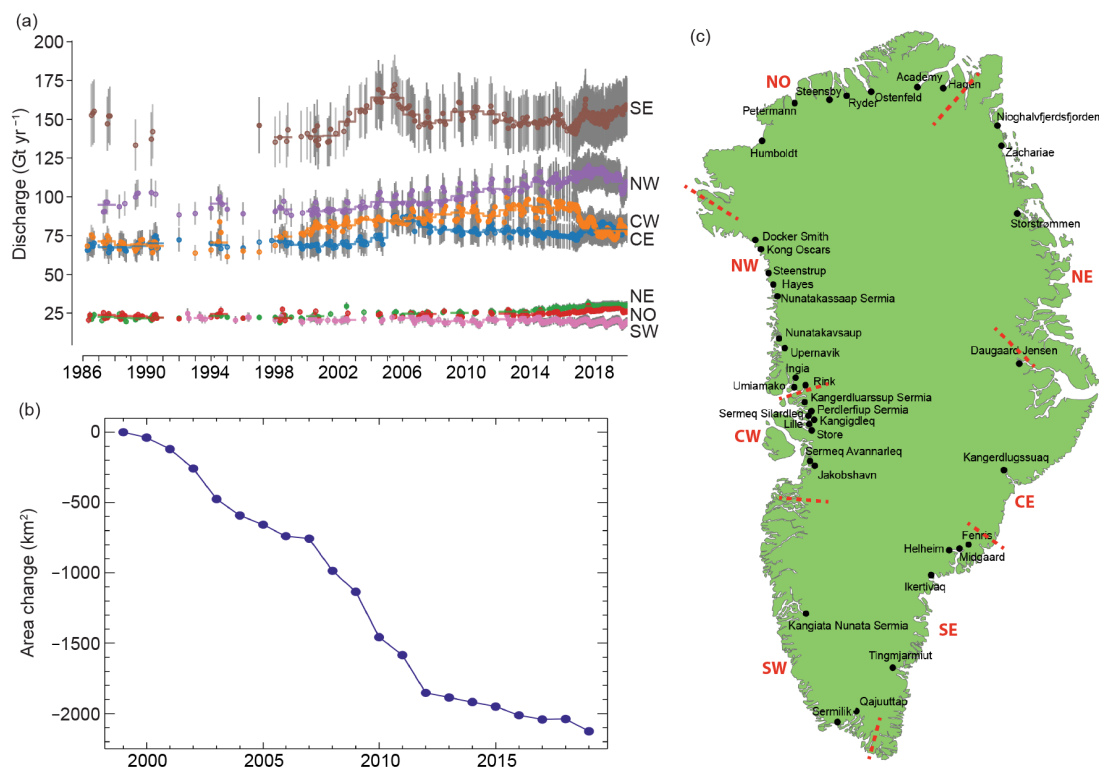 (a)
200
175
150
125
100
75
50
25
Discharge (Gt yr⁻¹)
SE
NW
CW
CE
NE
NO
SW
1986
1990
1994
1998
2002
2006
2010
2014
2018
(b)
0
−500
−1000
−1500
−2000
Area change (km²)
2000
2005
2010
2015
(c)
NO
Academy
Steensby
Hagen
Ostenfeld
Ryder
Petermann
Nioghalvfjerdsfjorden
Zachariae
Humboldt
Storstrømmen
Docker Smith
Kong Oscars
NW
Steenstrup
NE
Hayes
Nunatakassaap Sermia
Nunatakavsaup
Upernavik
Daugaard Jensen
Ingia
Rink
Umiamako
Kangerdluarssup Sermia
Perdlerfiup Sermia
Sermeq Silardleq
Kangigdleq
Lille
CW
Store
Sermeq Avannarleq
Kangerdlugssuaq
Jakobshavn
CE
Fenris
Helheim
Midgaard
Ikertivaq
Kangiata Nunata Sermia
SE
Tingmjarmiut
SW
Qajuuttap
Sermilik